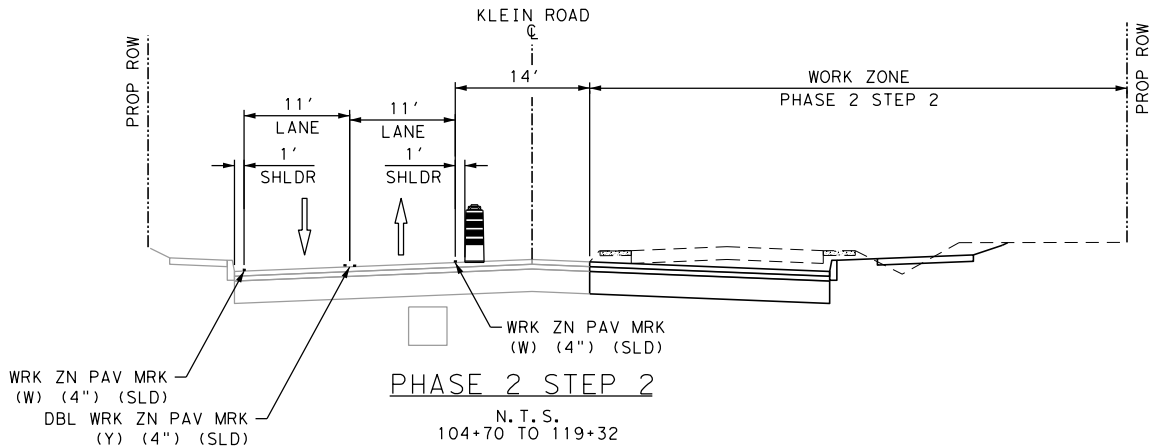 KLEIN ROAD
℄
PROP ROW
PROP ROW
14'
WORK ZONE
PHASE 2 STEP 2
11'
LANE
11'
LANE
1'
SHLDR
1'
SHLDR
WRK ZN PAV MRK
(W) (4") (SLD)
WRK ZN PAV MRK
(W) (4") (SLD)
DBL WRK ZN PAV MRK
(Y) (4") (SLD)
PHASE 2 STEP 2
N.T.S.
104+70 TO 119+32